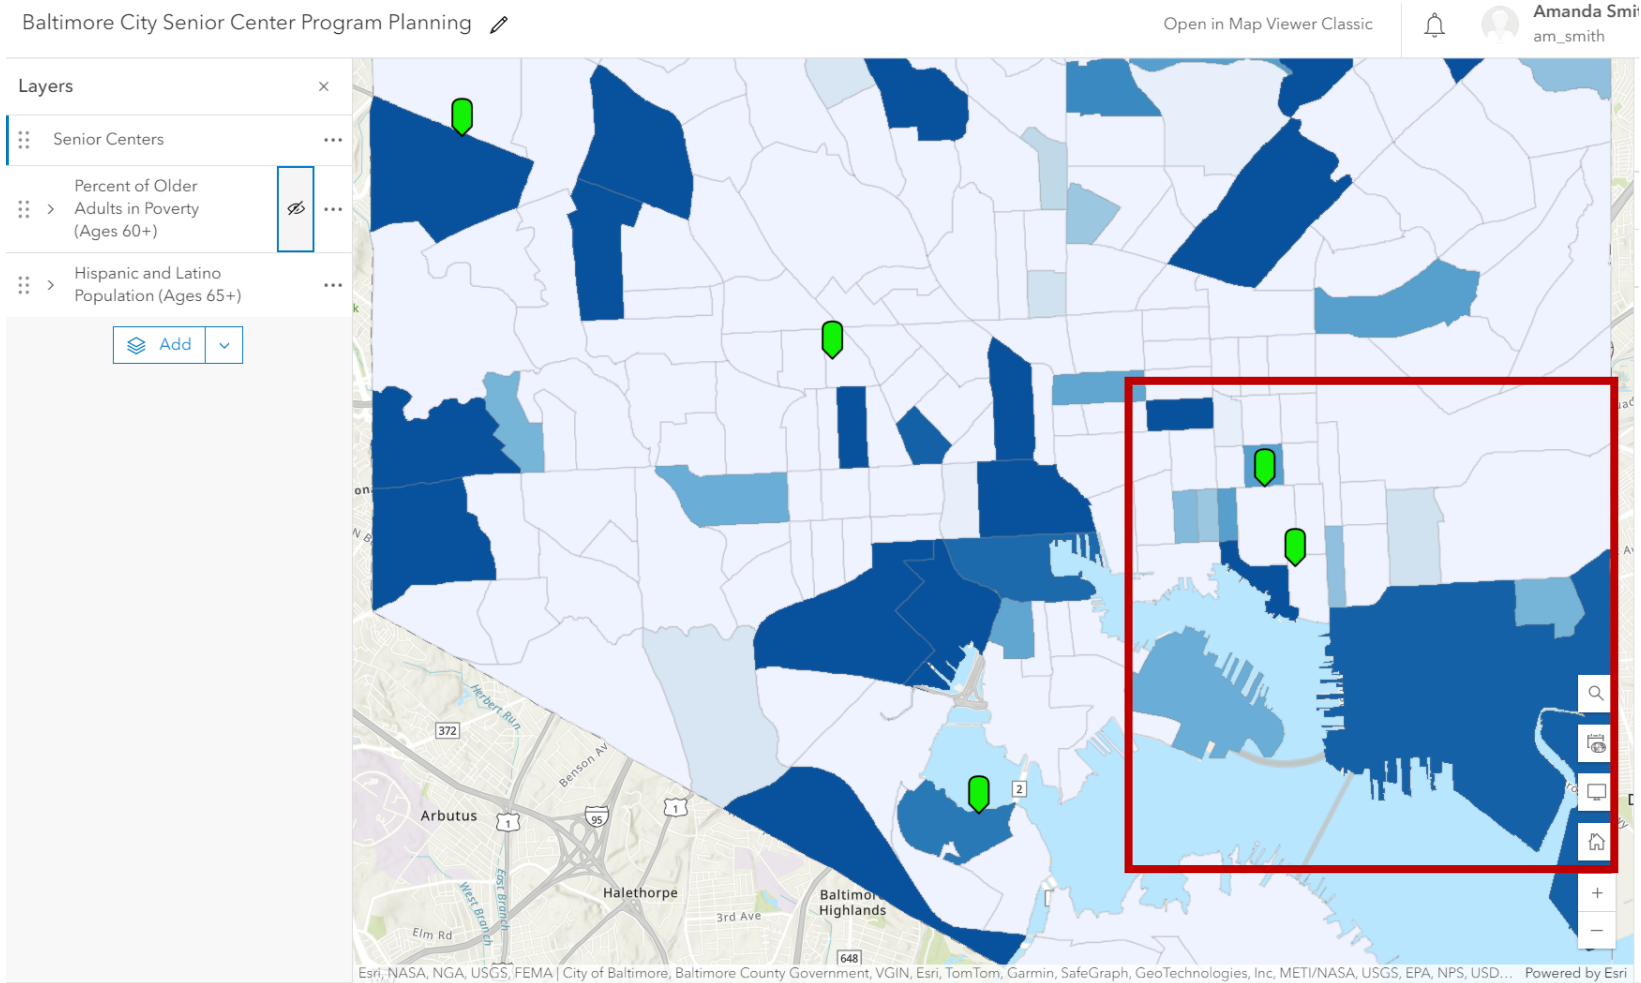 Baltimore City Senior Center Program Planning
Open in Map Viewer Classic
Amanda Smit
am_smith
Layers
Senior Centers
Percent of Older
Adults in Poverty
(Ages 60+)
Hispanic and Latino
Population (Ages 65+)
Add
Herbert Run
372
Benson Av
Arbutus
1
95
1
2
Halethorpe
Baltimor
Highlands
3rd Ave
West Branch
East Branch
Elm Rd
648
Esri, NASA, NGA, USGS, FEMA | City of Baltimore, Baltimore County Government, VGIN, Esri, TomTom, Garmin, SafeGraph, GeoTechnologies, Inc, METI/NASA, USGS, EPA, NPS, USD...
Powered by Esri